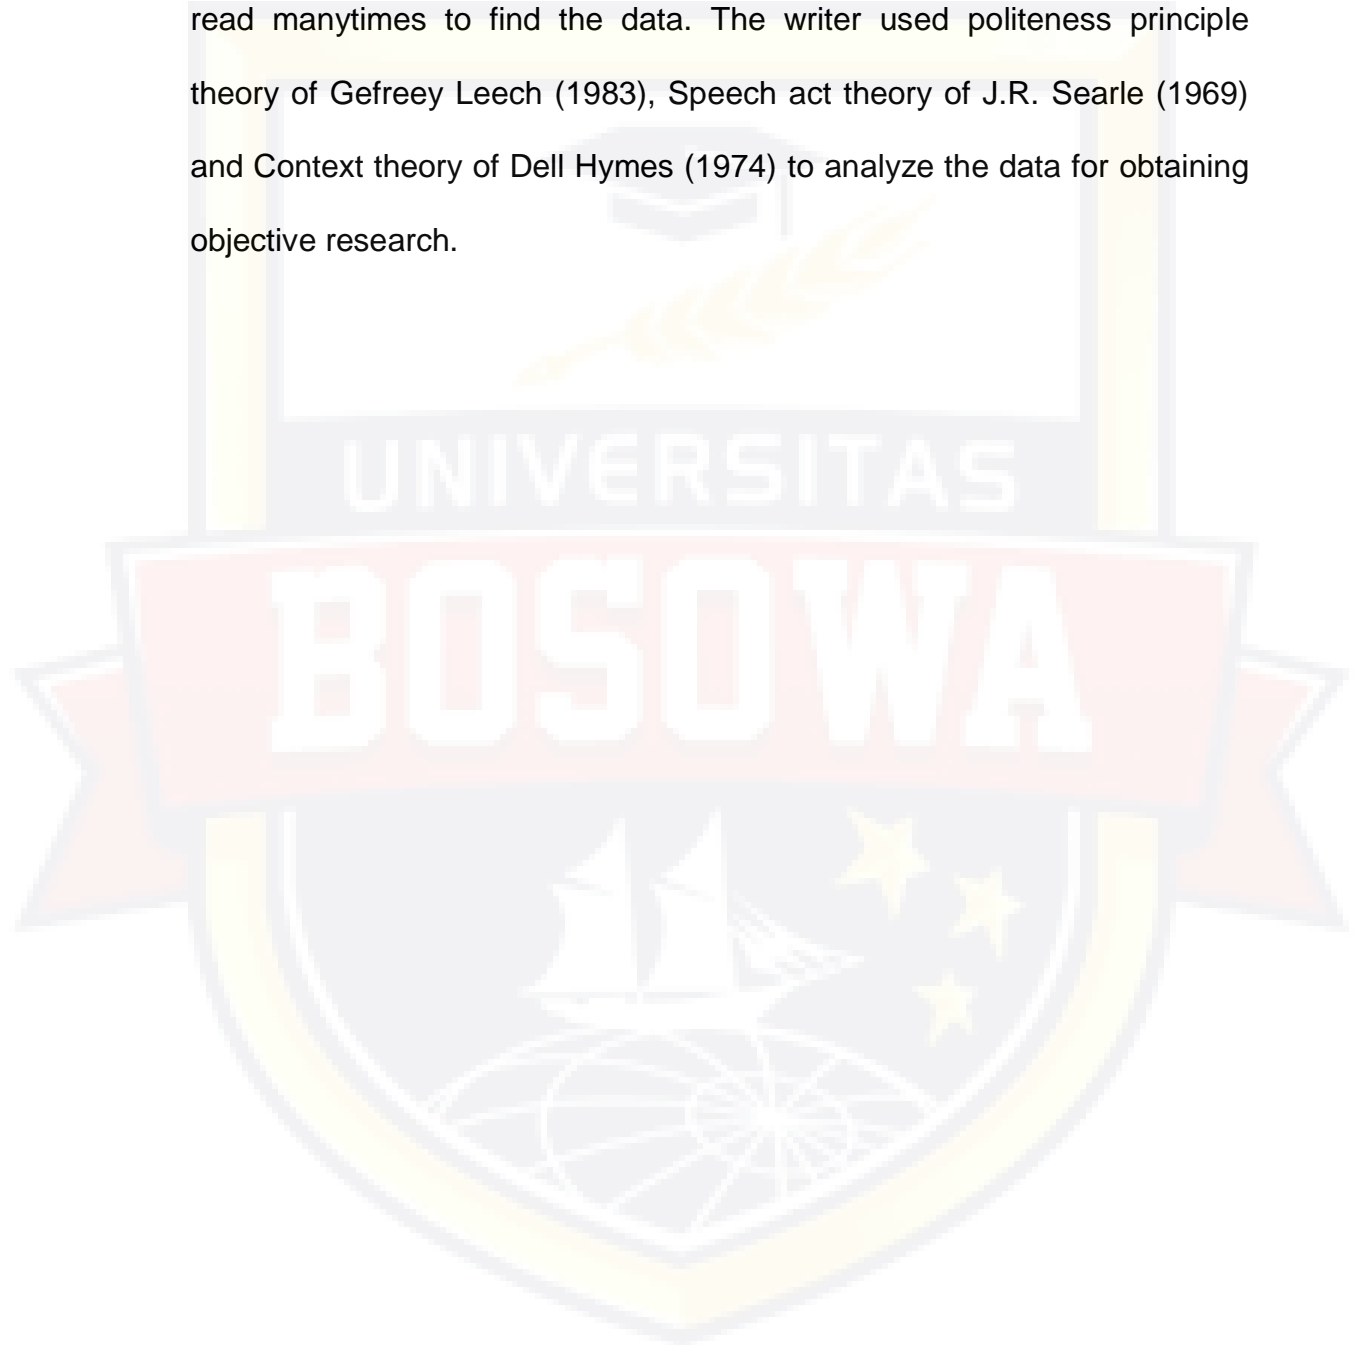 read manytimes to find the data. The writer used politeness principle
theory of Gefreey Leech (1983), Speech act theory of J.R. Searle (1969)
and Context theory of Dell Hymes (1974) to analyze the data for obtaining
objective research.
UNIVERSITAS
BOSOWA